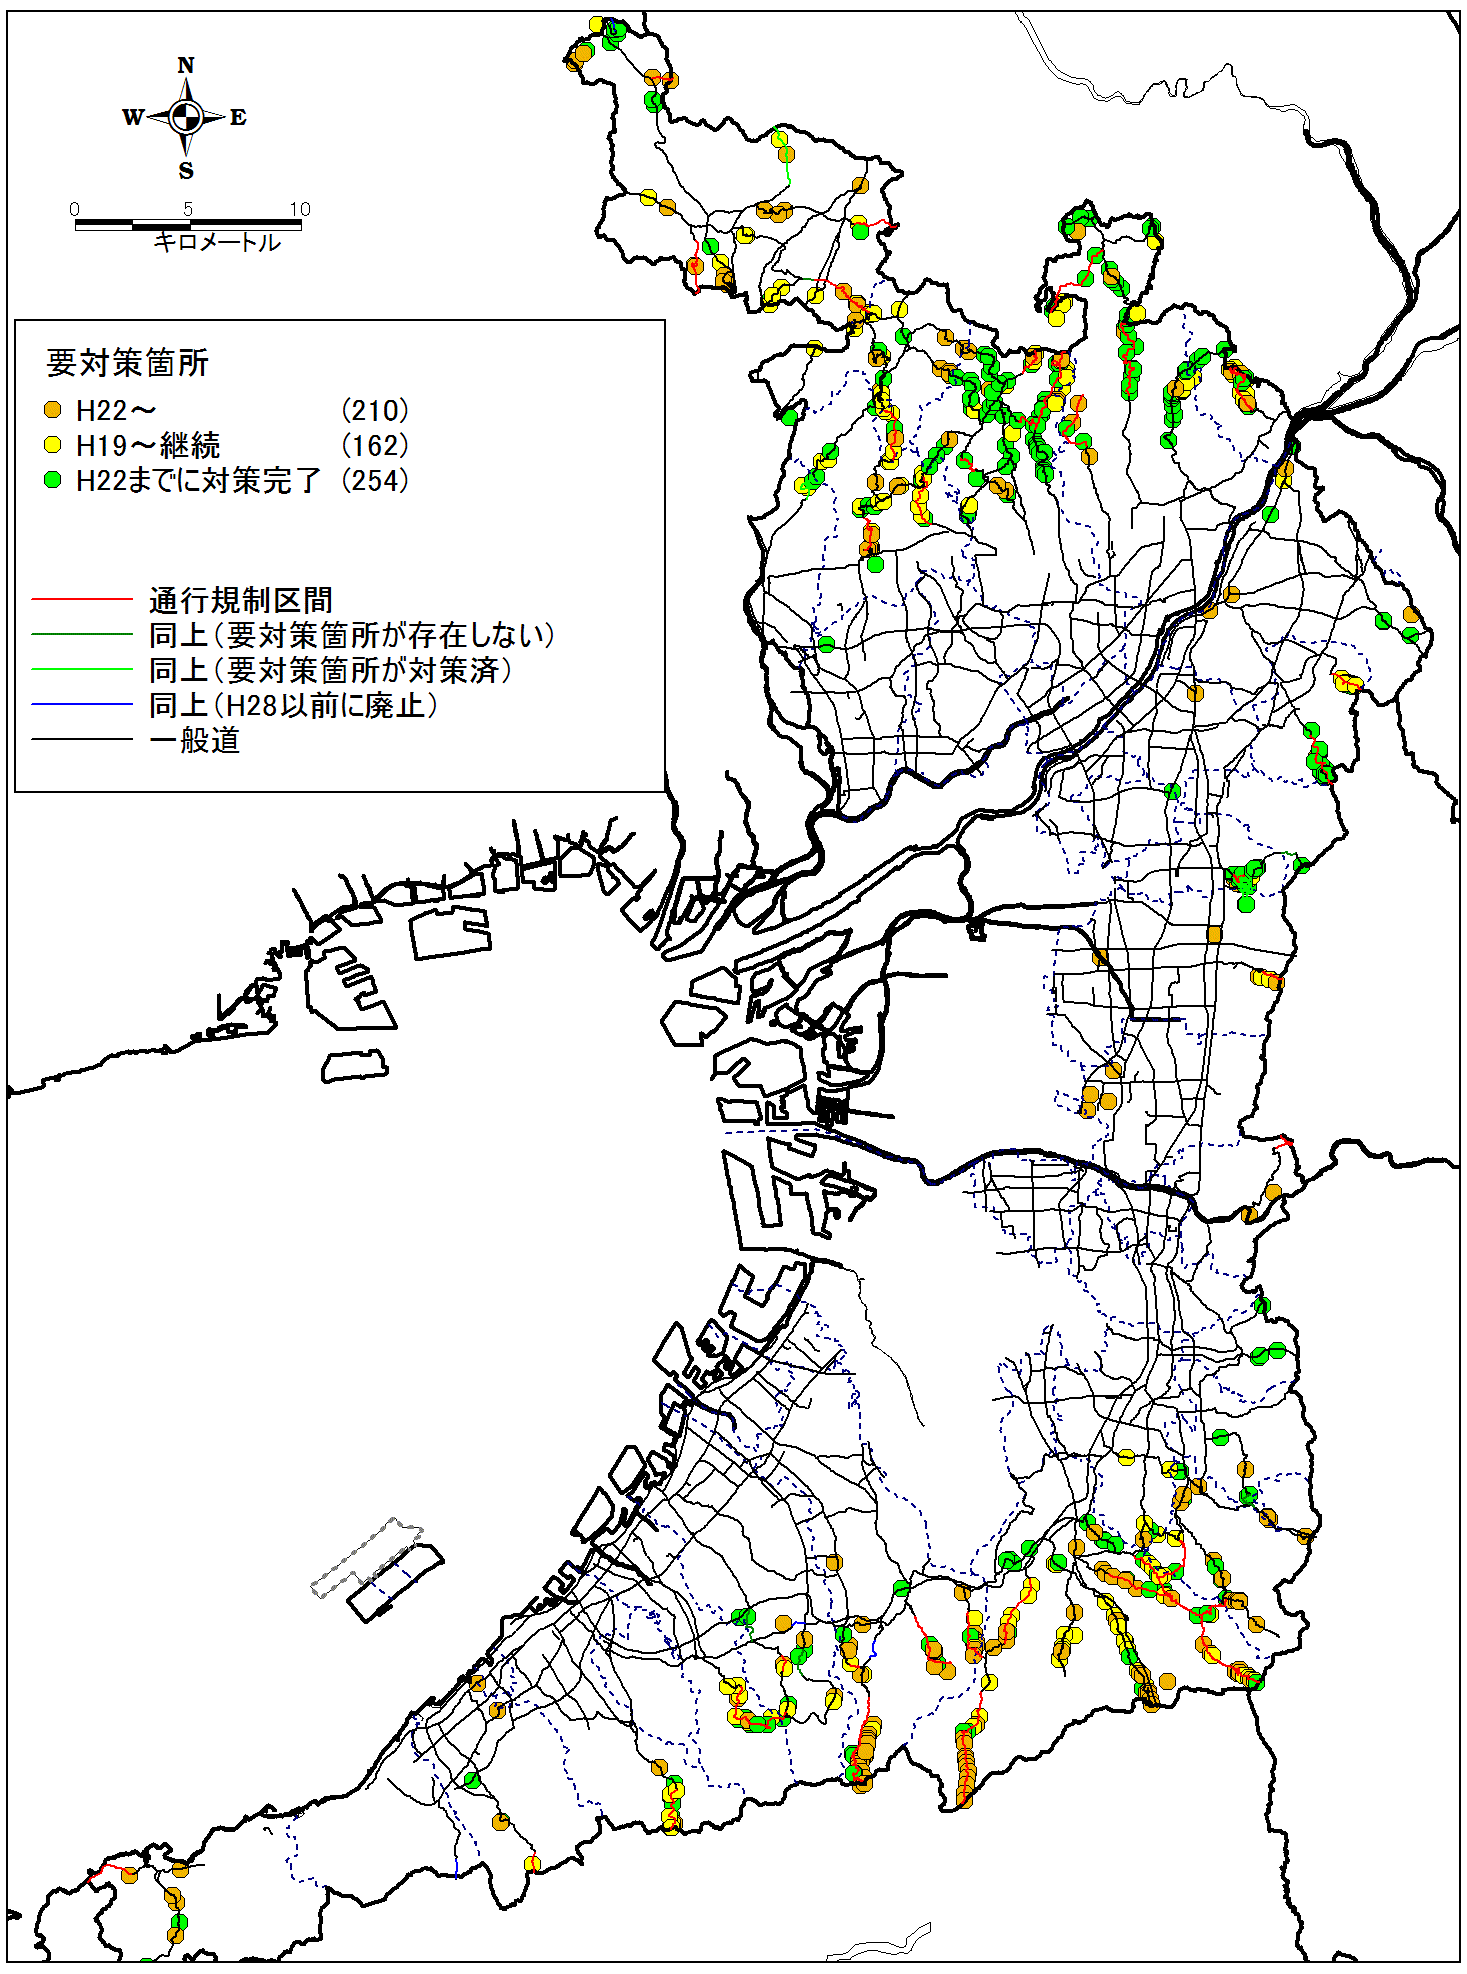 N
W E
S
0 5 10
キロメートル
要対策箇所
H22～ (210)
H19～継続 (162)
H22までに対策完了 (254)
通行規制区間
同上（要対策箇所が存在しない）
同上（要対策箇所が対策済）
同上（H28以前に廃止）
一般道